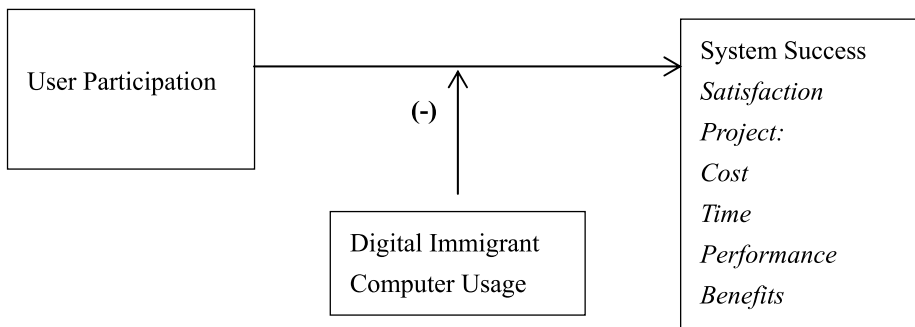 User Participation
(-)
Digital Immigrant
Computer Usage
System Success
Satisfaction
Project:
Cost
Time
Performance
Benefits